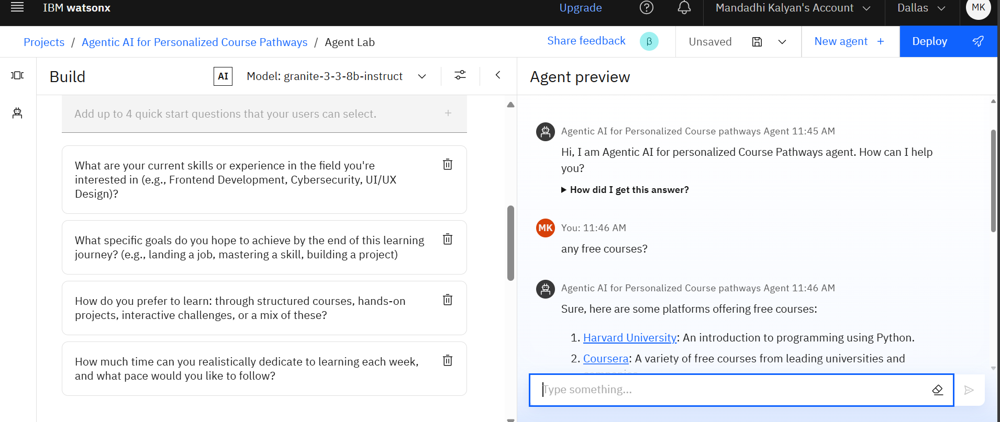 IBM watsonx
Upgrade
Mandadhi Kalyan's Account
Dallas
MK
Projects / Agentic AI for Personalized Course Pathways / Agent Lab
Share feedback
β
Unsaved
New agent +
Deploy
Build
AI
Model: granite-3-3-8b-instruct
Add up to 4 quick start questions that your users can select.
What are your current skills or experience in the field you're
interested in (e.g., Frontend Development, Cybersecurity, UI/UX
Design)?
What specific goals do you hope to achieve by the end of this learning
journey? (e.g., landing a job, mastering a skill, building a project)
How do you prefer to learn: through structured courses, hands-on
projects, interactive challenges, or a mix of these?
How much time can you realistically dedicate to learning each week,
and what pace would you like to follow?
Agent preview
Agentic AI for Personalized Course pathways Agent 11:45 AM
Hi, I am Agentic AI for personalized Course Pathways agent. How can I help
you?
How did I get this answer?
MK
You: 11:46 AM
any free courses?
Agentic AI for Personalized Course pathways Agent 11:46 AM
Sure, here are some platforms offering free courses:
1. Harvard University: An introduction to programming using Python.
2. Coursera: A variety of free courses from leading universities and
Type something...